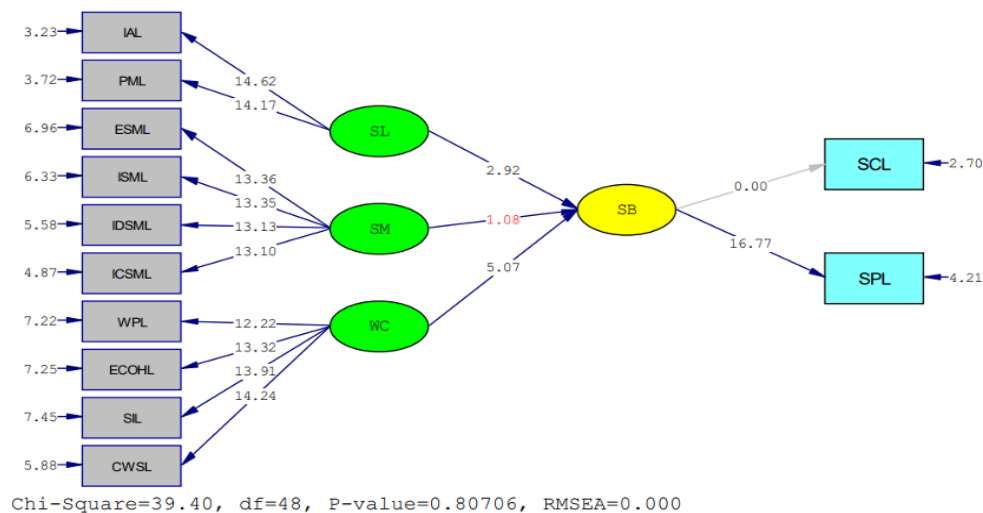 3.23 IAL
3.72 PML
6.96 ESML
6.33 ISML
5.58 IDSML
4.87 ICSML
7.22 WPL
7.25 ECOHL
7.45 SIL
5.88 CWSL
14.62
14.17
13.36
13.35
13.13
13.10
12.22
13.32
13.91
14.24
SL
SM
WC
2.92
1.08
5.07
SB
0.00
16.77
SCL 2.70
SPL 4.21
Chi-Square=39.40, df=48, P-value=0.80706, RMSEA=0.000